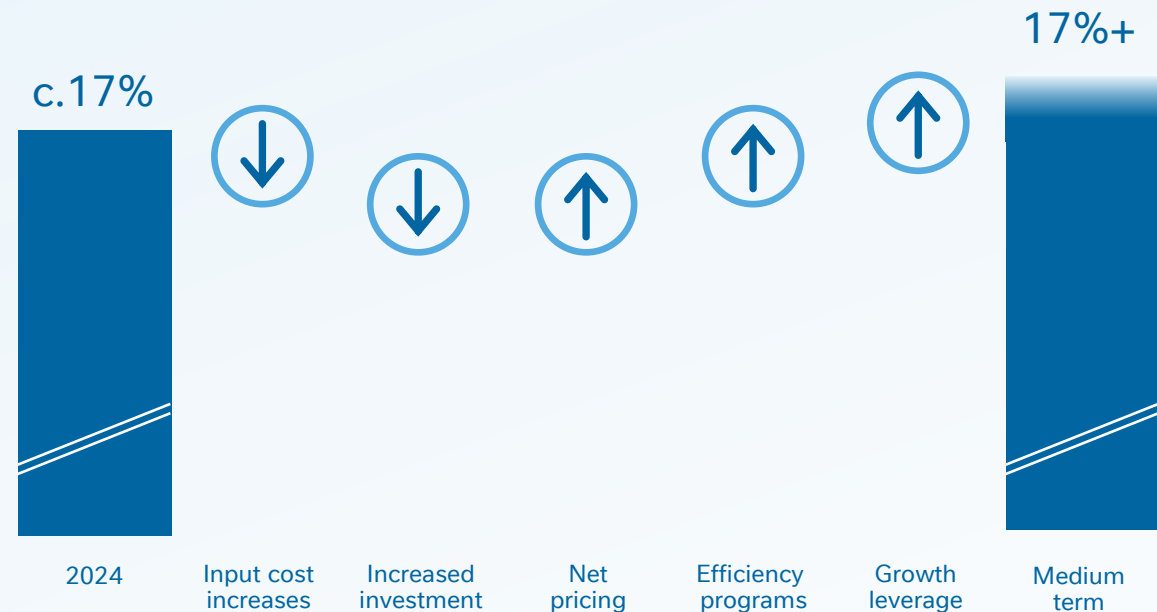 17%+
c.17%
2024
Input cost
increases
Increased
investment
Net
pricing
Efficiency
programs
Growth
leverage
Medium
term